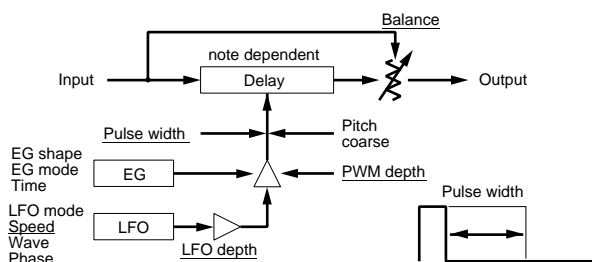 Balance
note dependent
Input
Delay
Output
Pulse width
Pitch
coarse
EG shape
EG mode
Time
EG
PWM depth
LFO mode
Speed
Wave
Phase
LFO
LFO depth
Pulse width